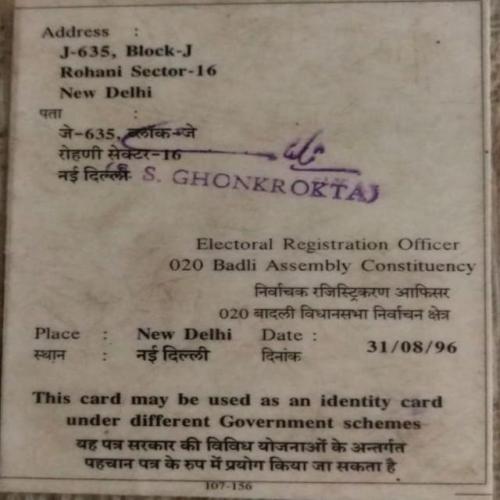 Address :
J-635, Block-J
Rohani Sector-16
New Delhi
पता :
जे-635, ब्लॉक-जे
रोहणी सेक्टर-16
नई दिल्ली
S. GHONKROKTA
Electoral Registration Officer
020 Badli Assembly Constituency
निर्वाचक रजिस्ट्रिकरण आफिसर
020 बादली विधानसभा निर्वाचन क्षेत्र
Place : New Delhi Date :
स्थान : नई दिल्ली दिनांक 31/08/96
This card may be used as an identity card
under different Government schemes
यह पत्र सरकार की विविध योजनाओं के अन्तर्गत
पहचान पत्र के रुप में प्रयोग किया जा सकता है
107-156